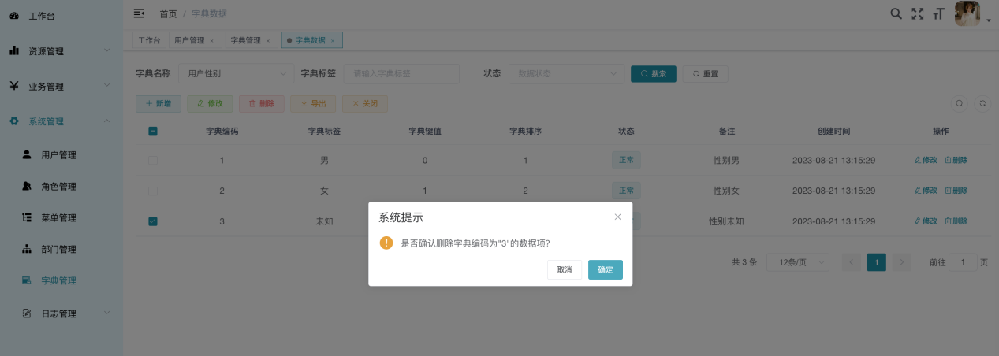 工作台
资源管理
业务管理
系统管理
用户管理
角色管理
菜单管理
部门管理
字典管理
日志管理
首页 / 字典数据
工作台 用户管理 × 字典管理 × 字典数据 ×
字典名称 用户性别 字典标签 请输入字典标签 状态 数据状态 搜索 重置
新增 修改 删除 导出 关闭
字典编码 字典标签 字典键值 字典排序 状态 备注 创建时间 操作
1 男 0 1 正常 性别男 2023-08-21 13:15:29 修改 删除
2 女 1 2 正常 性别女 2023-08-21 13:15:29 修改 删除
3 未知 性别未知 2023-08-21 13:15:29 修改 删除
系统提示
是否确认删除字典编码为"3"的数据项?
取消 确定
共 3 条 12条/页 1 前往 1 页